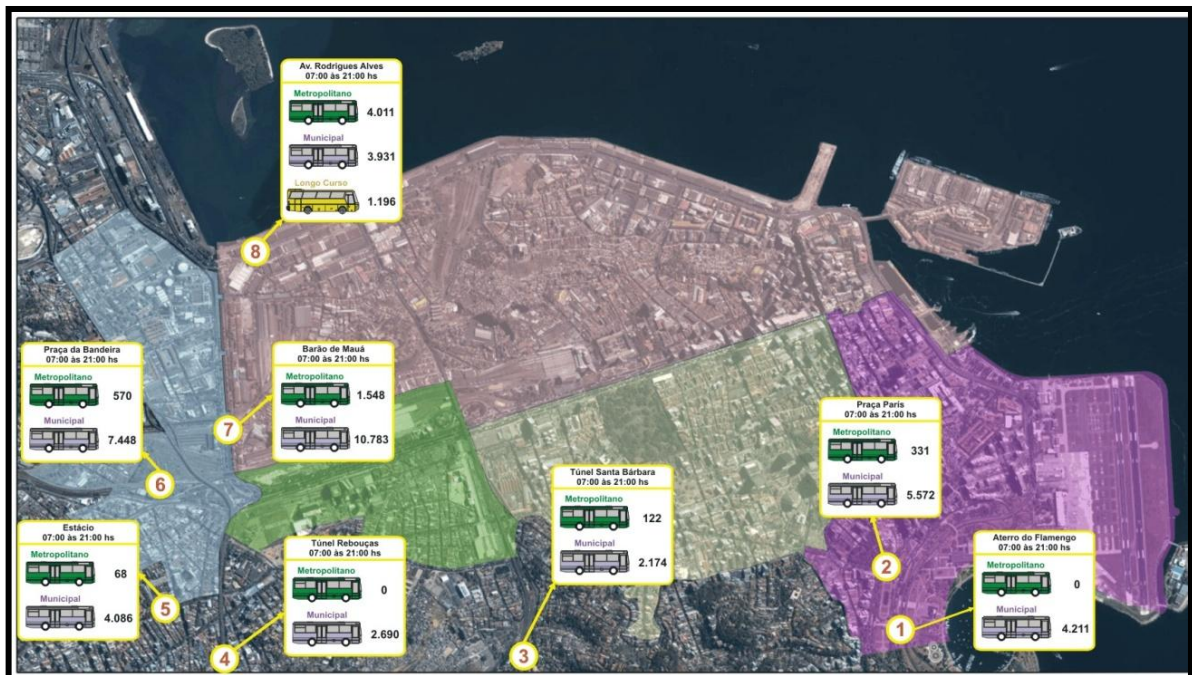 Av. Rodrigues Alves
07:00 às 21:00 hs
Metropolitano
4.011
Municipal
3.931
Longo Curso
1.196
8
Praça da Bandeira
07:00 às 21:00 hs
Metropolitano
570
Municipal
7.448
6
Barão de Mauá
07:00 às 21:00 hs
Metropolitano
1.548
Municipal
10.783
7
Praça Paris
07:00 às 21:00 hs
Metropolitano
331
Municipal
5.572
2
Túnel Santa Bárbara
07:00 às 21:00 hs
Metropolitano
122
Municipal
2.174
3
Estácio
07:00 às 21:00 hs
Metropolitano
68
Municipal
4.086
5
Túnel Rebouças
07:00 às 21:00 hs
Metropolitano
0
Municipal
2.690
4
Aterro do Flamengo
07:00 às 21:00 hs
Metropolitano
0
Municipal
4.211
1